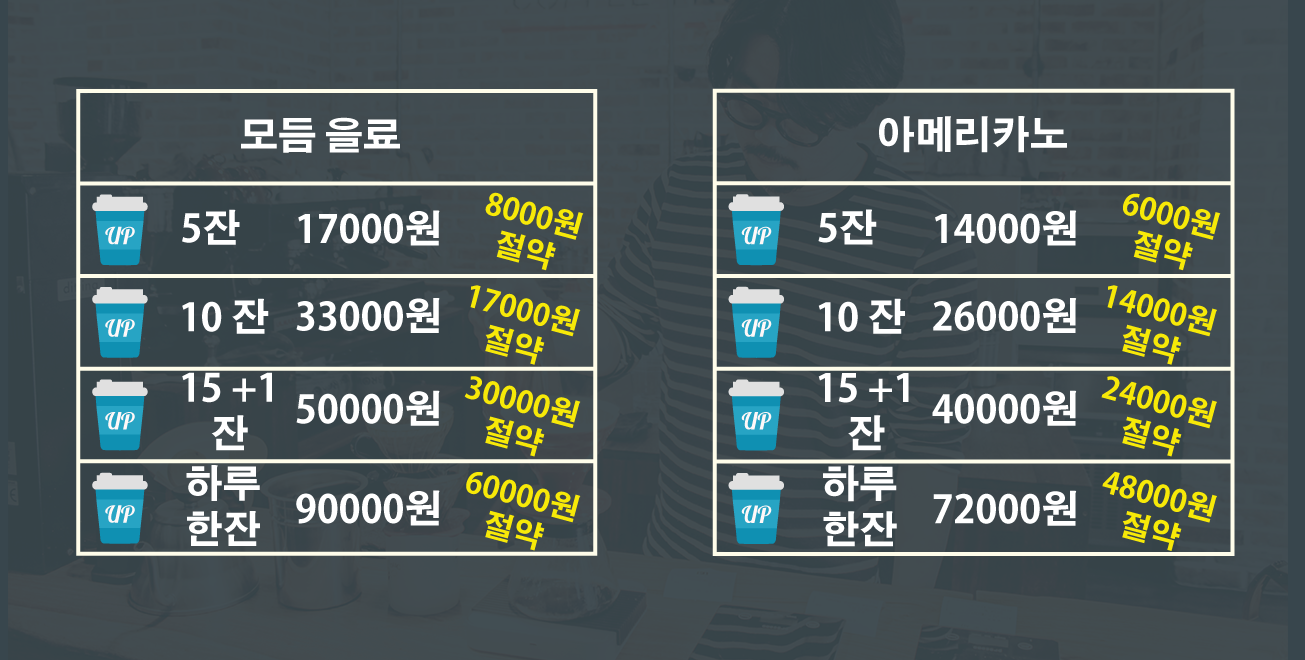 모듬 을료
UP 5잔 17000원 8000원
절약
UP 10 잔 33000원 17000원
절약
UP 15 +1
잔 50000원 30000원
절약
UP 하루
한잔 90000원 60000원
절약
아메리카노
UP 5잔 14000원 6000원
절약
UP 10 잔 26000원 14000원
절약
UP 15 +1
잔 40000원 24000원
절약
UP 하루
한잔 72000원 48000원
절약